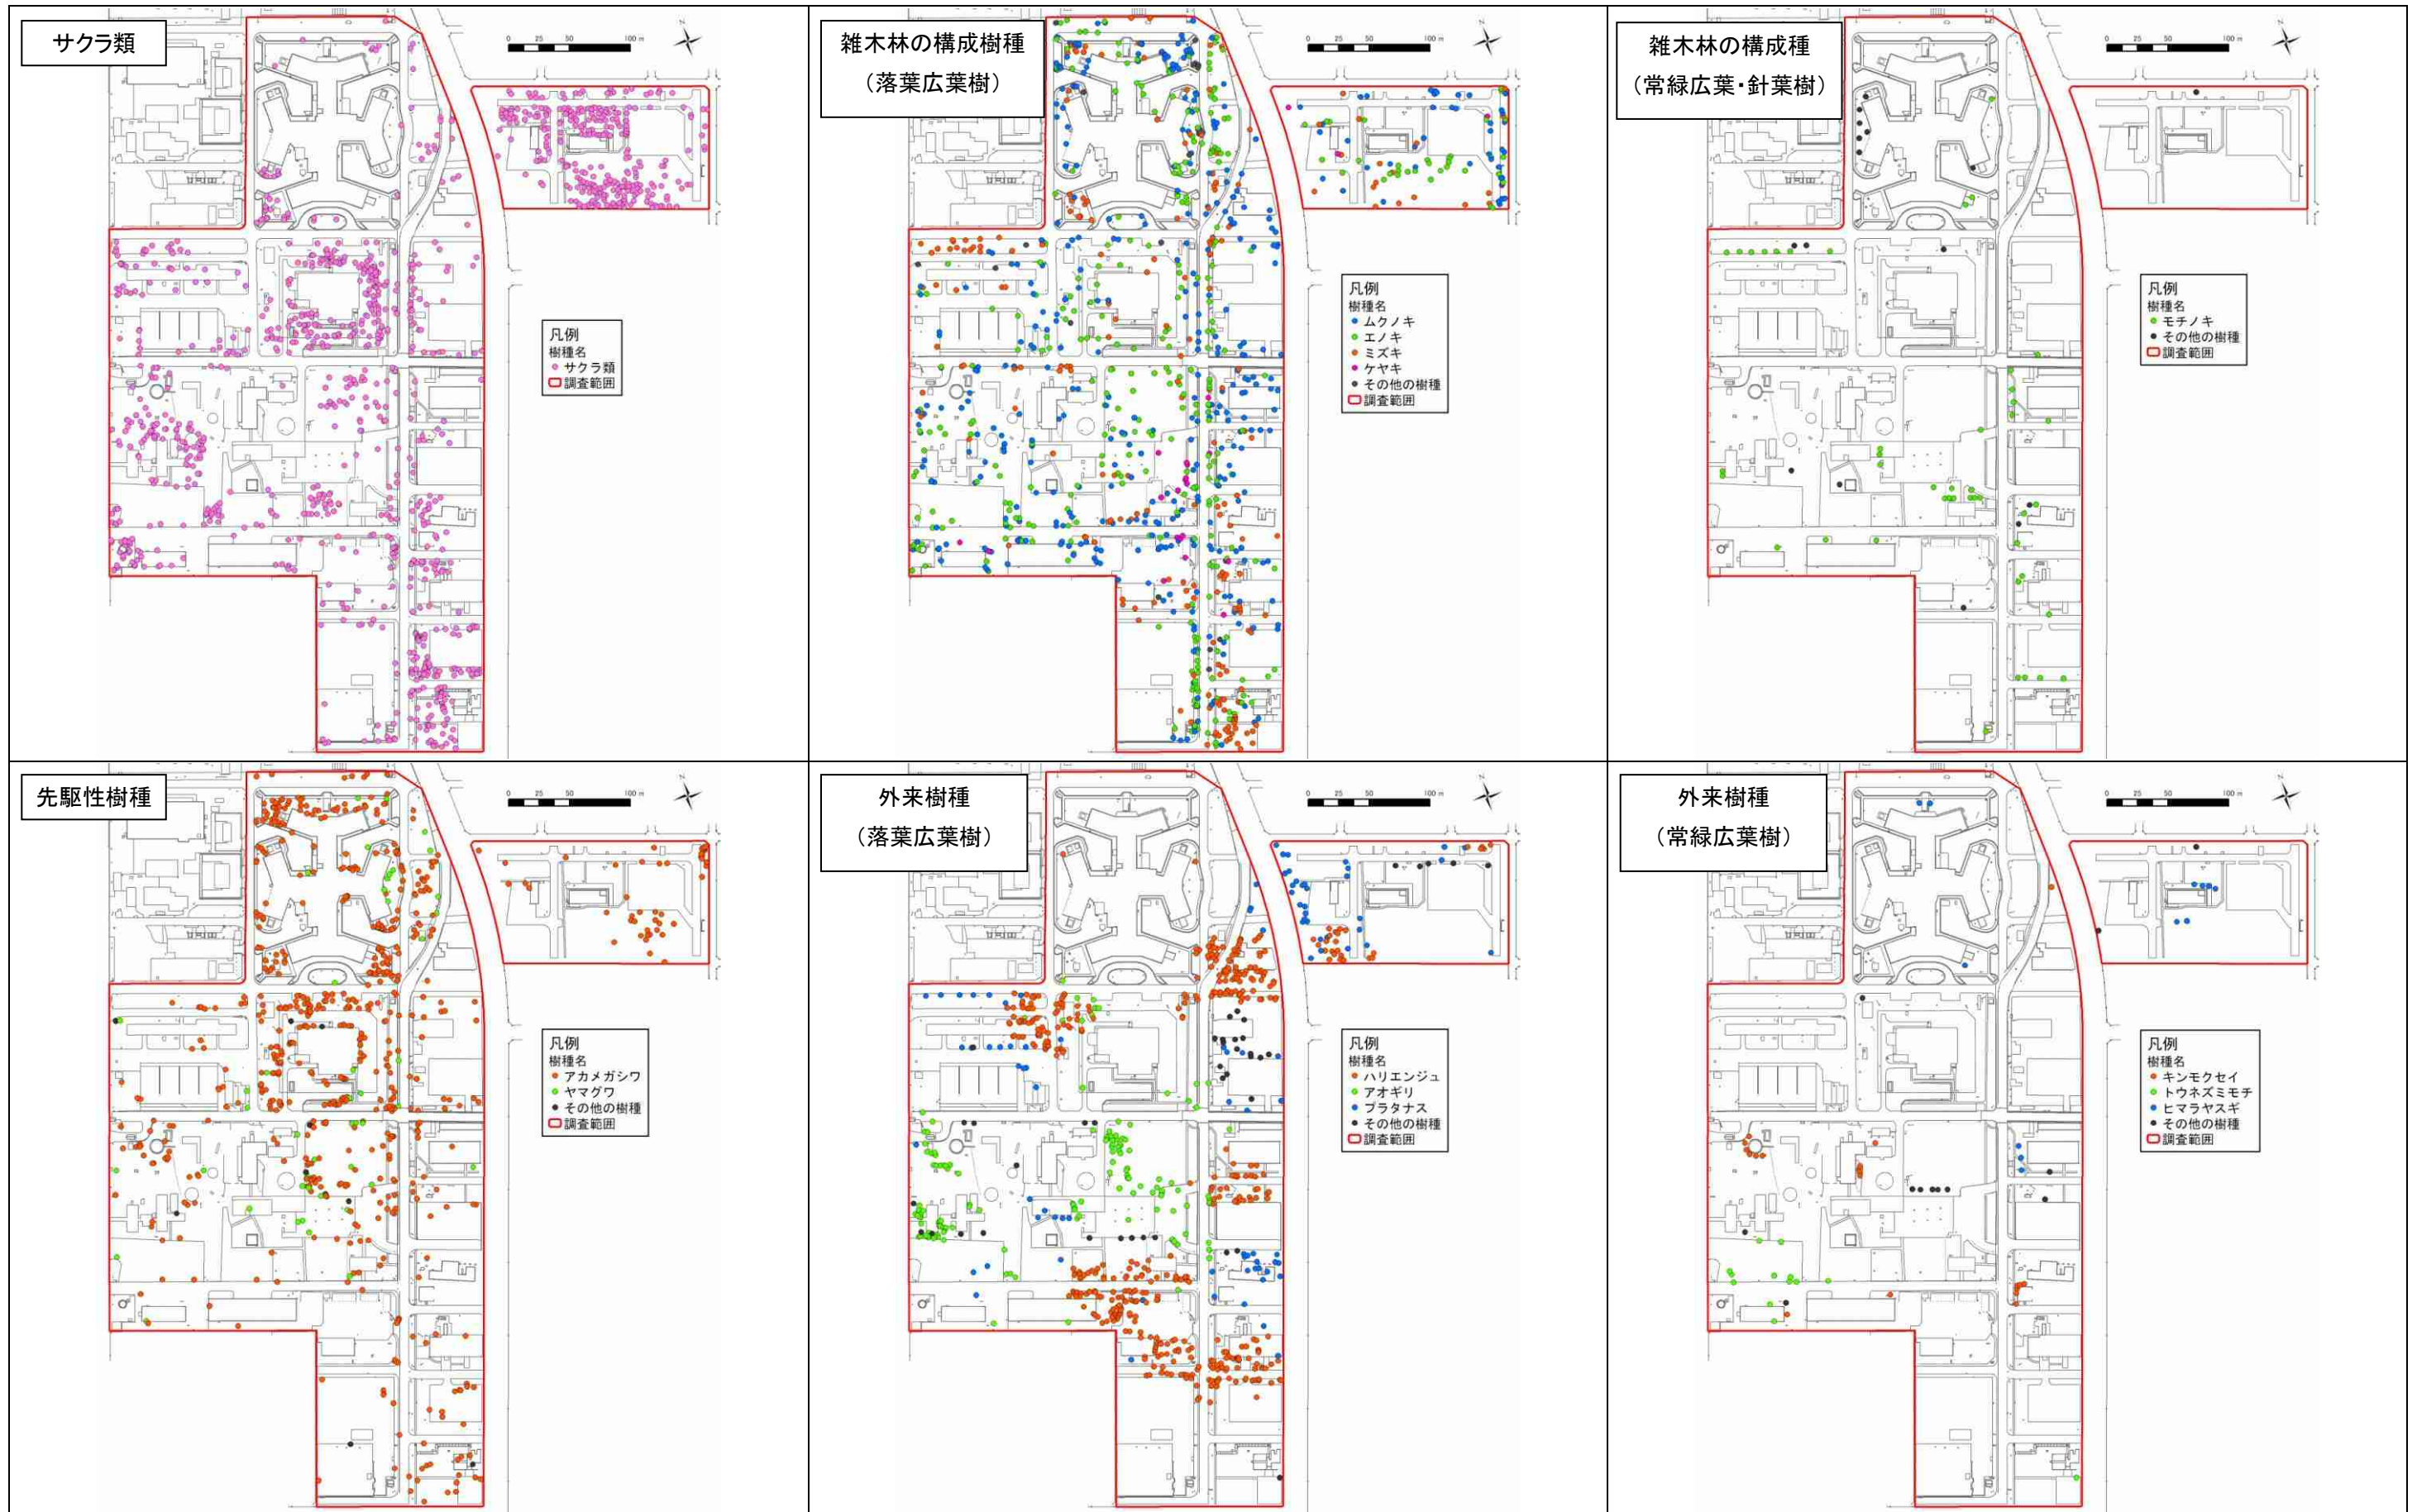 サクラ類
N
0 25 50 100 m
凡例
樹種名
サクラ類
調査範囲
雑木林の構成樹種
(落葉広葉樹)
N
0 25 50 100 m
凡例
樹種名
ムクノキ
エノキ
ミズキ
ケヤキ
その他の樹種
調査範囲
雑木林の構成種
(常緑広葉・針葉樹)
N
0 25 50 100 m
凡例
樹種名
モチノキ
その他の樹種
調査範囲
先駆性樹種
N
0 25 50 100 m
凡例
樹種名
アカメガシワ
ヤマグワ
その他の樹種
調査範囲
外来樹種
(落葉広葉樹)
N
0 25 50 100 m
凡例
樹種名
ハリエンジュ
アオギリ
プラタナス
その他の樹種
調査範囲
外来樹種
(常緑広葉樹)
N
0 25 50 100 m
凡例
樹種名
キンモクセイ
トウネズミモチ
ヒマラヤスギ
その他の樹種
調査範囲